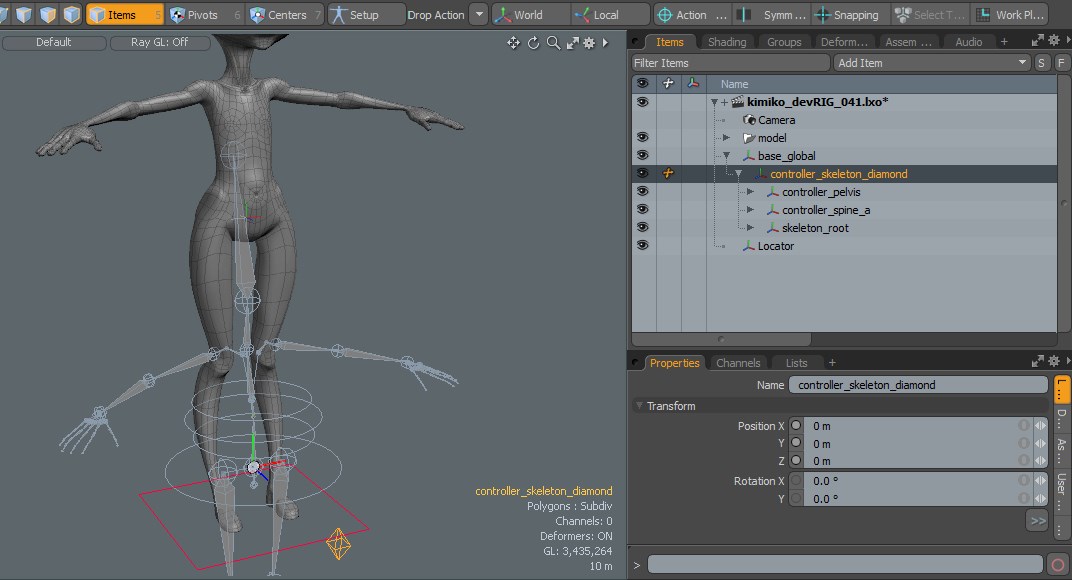 Items 5 Pivots 6 Centers 7 Setup Drop Action World Local Action ... Symm ... Snapping Select T... Work Pl...
Default Ray GL: Off
Items Shading Groups Deform... Assem ... Audio +
Filter Items Add Item S F
Name
kimiko_devRIG_041.lxo*
Camera
model
base_global
controller_skeleton_diamond
controller_pelvis
controller_spine_a
skeleton_root
Locator
Properties Channels Lists +
Name controller_skeleton_diamond
Transform
Position X 0 m
Y 0 m
Z 0 m
Rotation X 0.0 °
Y 0.0 °
>>
L ...
D...
As ...
User ...
controller_skeleton_diamond
Polygons : Subdiv
Channels: 0
Deformers: ON
GL: 3,435,264
10 m
>